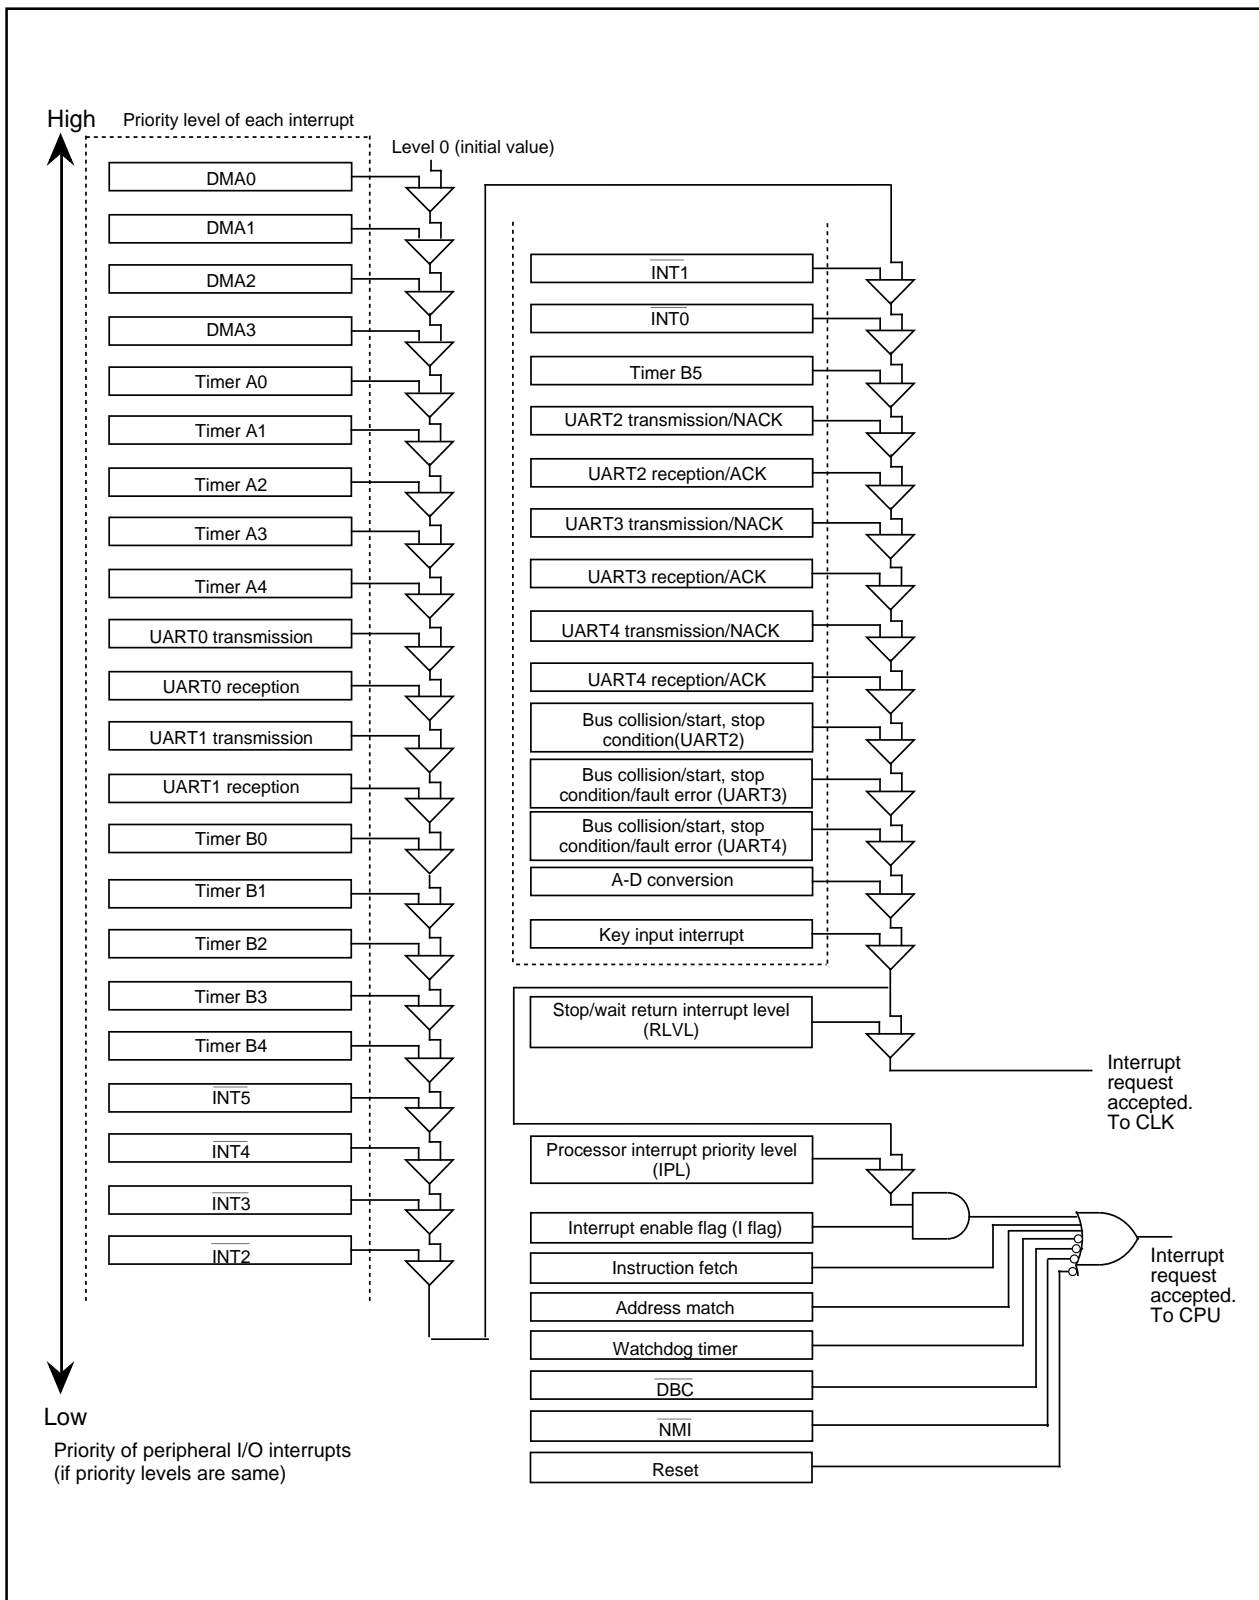 High
Priority level of each interrupt
Level 0 (initial value)
DMA0
DMA1
DMA2
DMA3
Timer A0
Timer A1
Timer A2
Timer A3
Timer A4
UART0 transmission
UART0 reception
UART1 transmission
UART1 reception
Timer B0
Timer B1
Timer B2
Timer B3
Timer B4
INT5
INT4
INT3
INT2
Low
Priority of peripheral I/O interrupts
(if priority levels are same)
INT1
INT0
Timer B5
UART2 transmission/NACK
UART2 reception/ACK
UART3 transmission/NACK
UART3 reception/ACK
UART4 transmission/NACK
UART4 reception/ACK
Bus collision/start, stop
condition(UART2)
Bus collision/start, stop
condition/fault error (UART3)
Bus collision/start, stop
condition/fault error (UART4)
A-D conversion
Key input interrupt
Stop/wait return interrupt level
(RLVL)
Interrupt
request
accepted.
To CLK
Processor interrupt priority level
(IPL)
Interrupt enable flag (I flag)
Instruction fetch
Address match
Watchdog timer
DBC
NMI
Reset
Interrupt
request
accepted.
To CPU